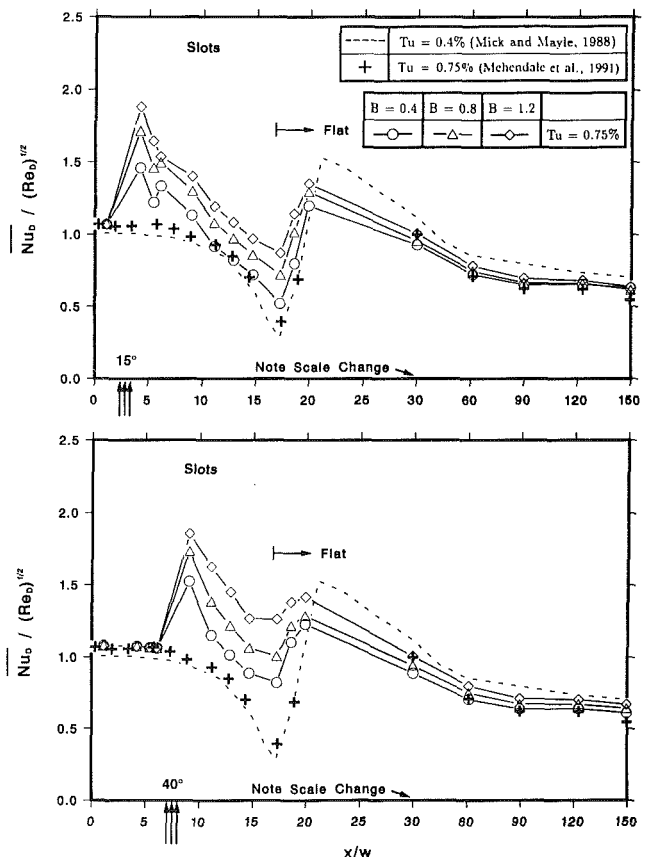 2.5
Slots
Tu = 0.4% (Mick and Mayle, 1988)
+ Tu = 0.75% (Mehendale et al., 1991)
B = 0.4 B = 0.8 B = 1.2
Tu = 0.75%
Flat
2.0
1.5
1.0
0.5
0.0
Nu_D / (Re_D)^1/2
15°
Note Scale Change
0 5 10 15 20 30 60 90 120 150
2.5
Slots
Flat
2.0
1.5
1.0
0.5
0.0
Nu_D / (Re_D)^1/2
40°
Note Scale Change
0 5 10 15 20 30 60 90 120 150
x/w